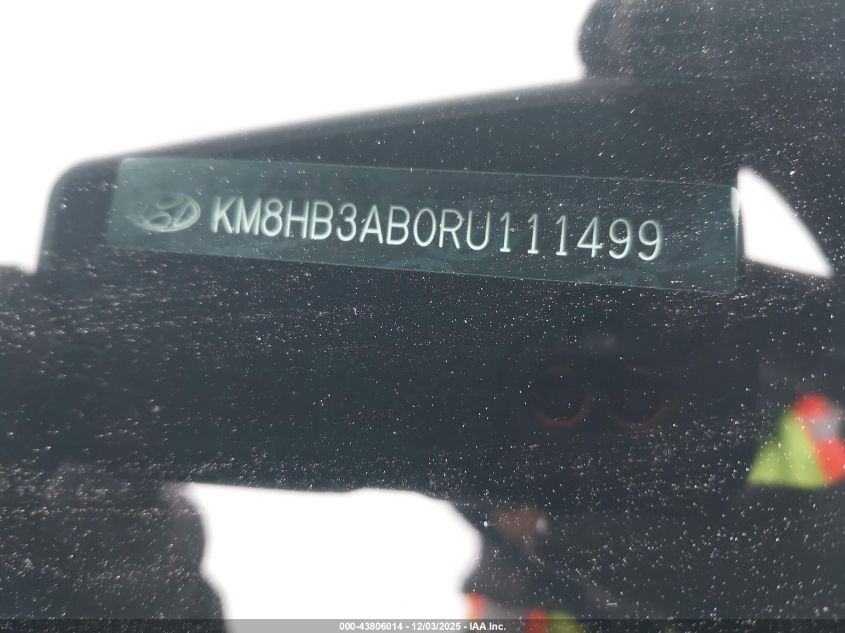 KM8HB3AB0RU111499
000-43806014 - 12/03/2025 - IAA, Inc.